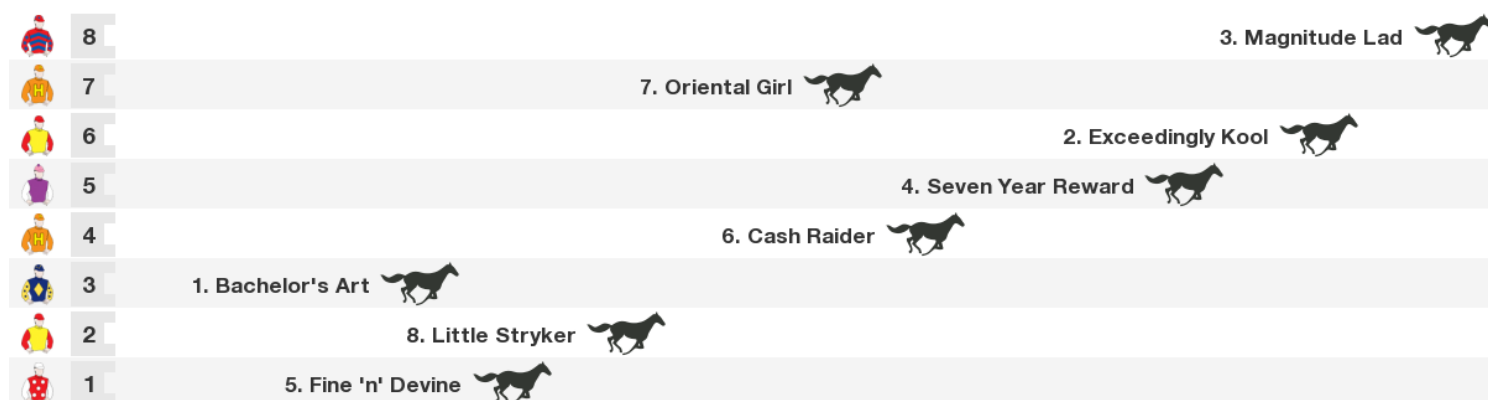 8 3. Magnitude Lad
7 7. Oriental Girl
6 2. Exceedingly Kool
5 4. Seven Year Reward
4 6. Cash Raider
3 1. Bachelor's Art
2 8. Little Stryker
1 5. Fine 'n' Devine